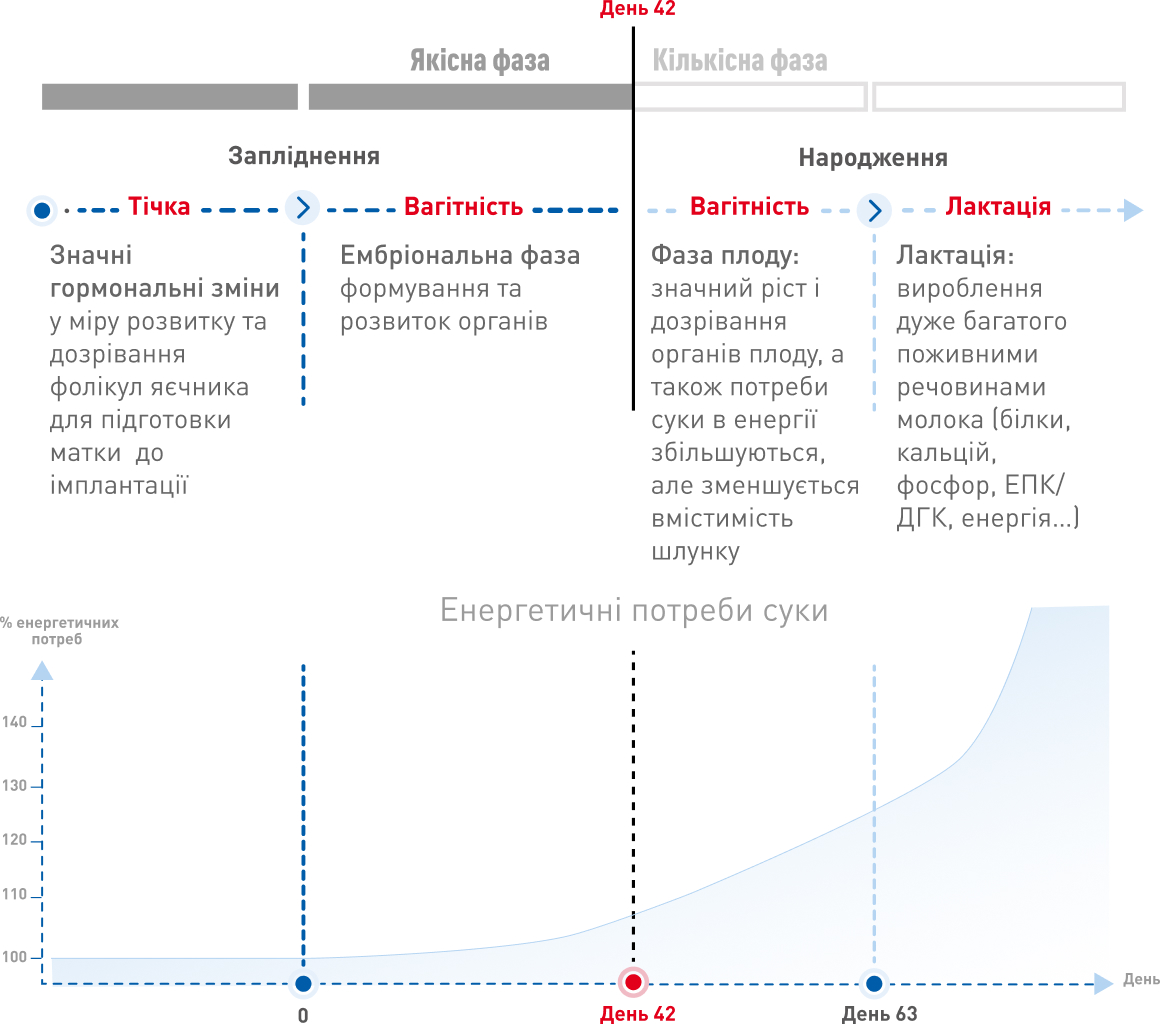 День 42
Якісна фаза
Кількісна фаза
Запліднення
Народження
Тічка
Вагітність
Вагітність
Лактація
Значні
гормональні зміни
у міру розвитку та
дозрівання
фолікул яєчника
для підготовки
матки  до
імплантації
Ембріональна фаза
формування та
розвиток органів
Фаза плоду:
значний ріст і
дозрівання
органів плоду, а
також потреби
суки в енергії
збільшуються,
але зменшується
вмістимість
шлунку
Лактація:
вироблення
дуже багатого
поживними
речовинами
молока (білки,
кальцій,
фосфор, ЕПК/
ДГК, енергія...)
Енергетичні потреби суки
% енергетичних
потреб
140
130
120
110
100
День
0
День 42
День 63